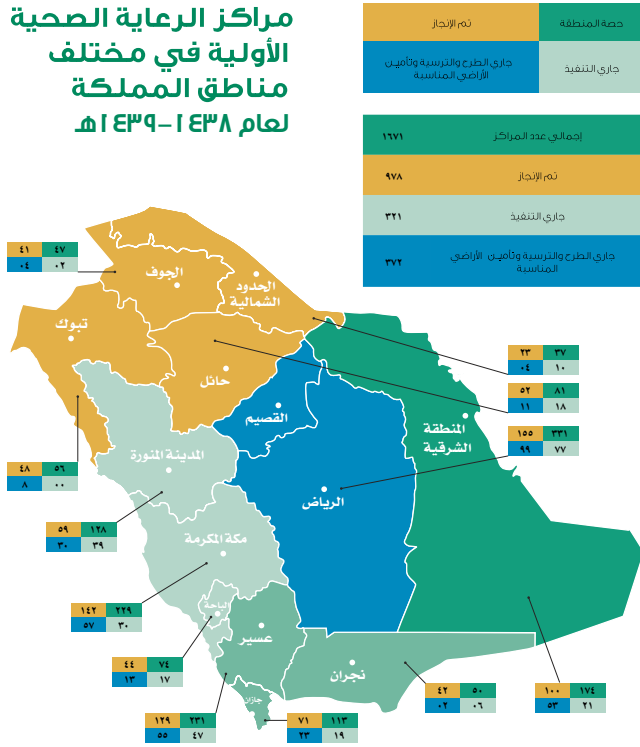 مراكز الرعاية الصحية
الأولية في مختلف
مناطق المملكة
لعام ١٤٣٨-١٤٣٩هـ
حصة المنطقة
تم الإنجاز
جاري التنفيذ
جاري الطرح والترسية وتأمين
الأراضي المناسبة
إجمالي عدد المراكز ١٦٧١
تم الإنجاز ٩٧٨
جاري التنفيذ ٣٢١
جاري الطرح والترسية وتأمين الأراضي
المناسبة ٣٧٢
٤٧ ٤١
٠٢ ٠٤
الجوف
الحدود
الشمالية
تبوك
حائل
القصيم
المنطقة
الشرقية
المدينة المنورة
الرياض
مكة المكرمة
الباحة
عسير
نجران
جازان
٣٧ ٢٣
١٠ ٠٤
٨١ ٥٢
١٨ ١١
٣٣١ ١٥٥
٧٧ ٩٩
٥٦ ٤٨
٠٠ ٨
١٢٨ ٥٩
٣٩ ٣٠
٢٢٩ ١٤٢
٣٠ ٥٧
٧٤ ٤٤
١٧ ١٣
٢٣١ ١٢٩
٤٧ ٥٥
١١٣ ٧١
١٩ ٢٣
٥٠ ٤٢
٠٦ ٠٢
١٧٤ ١٠٠
٢١ ٥٣